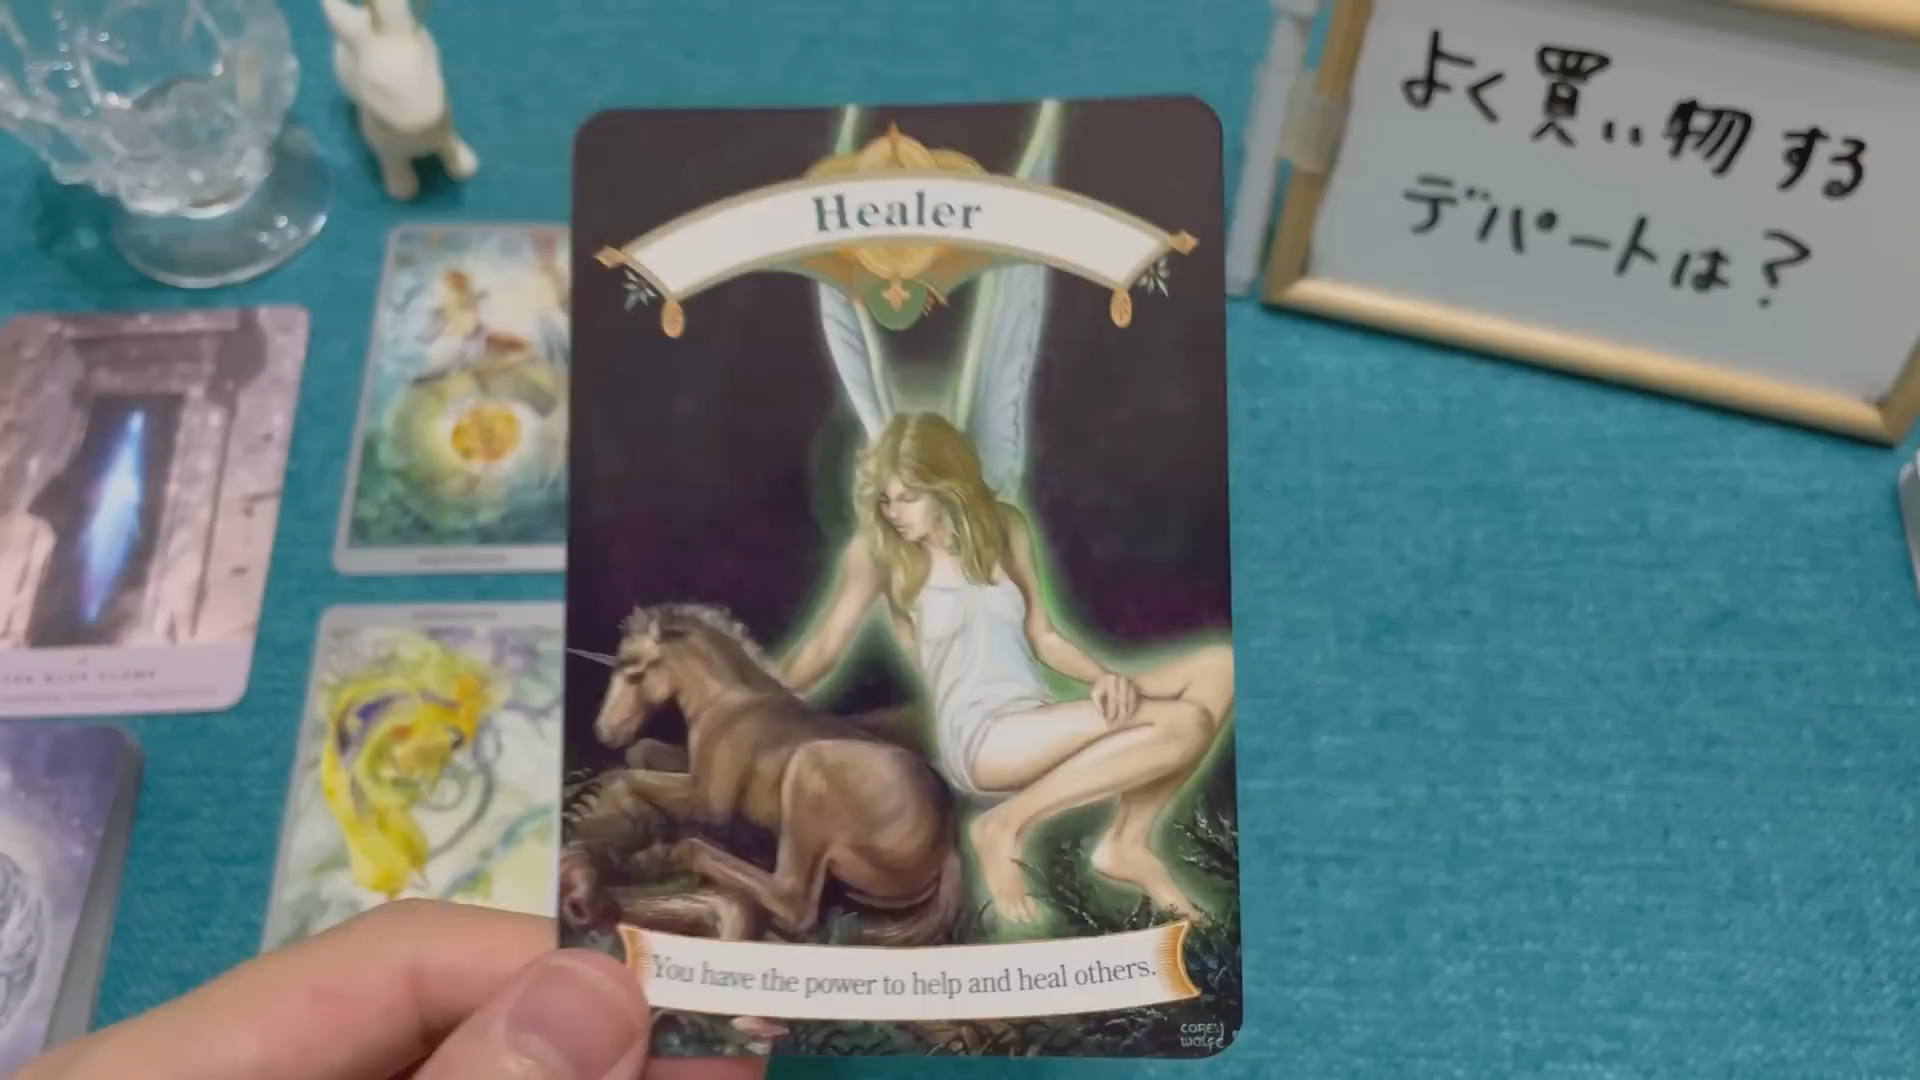 よく買い物する
デパートは？
Healer
You have the power to help and heal others.
COREY
WOLFE